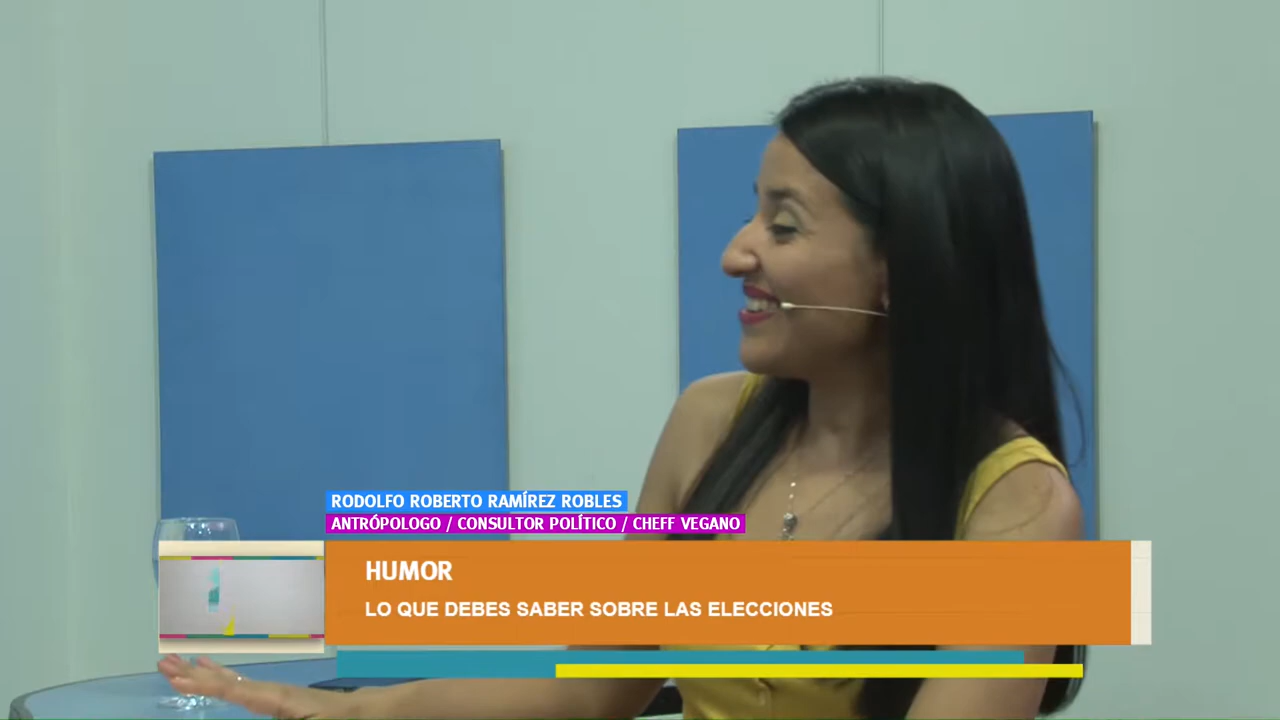 RODOLFO ROBERTO RAMÍREZ ROBLES
ANTRÓPOLOGO / CONSULTOR POLÍTICO / CHEFF VEGANO
HUMOR
LO QUE DEBES SABER SOBRE LAS ELECCIONES